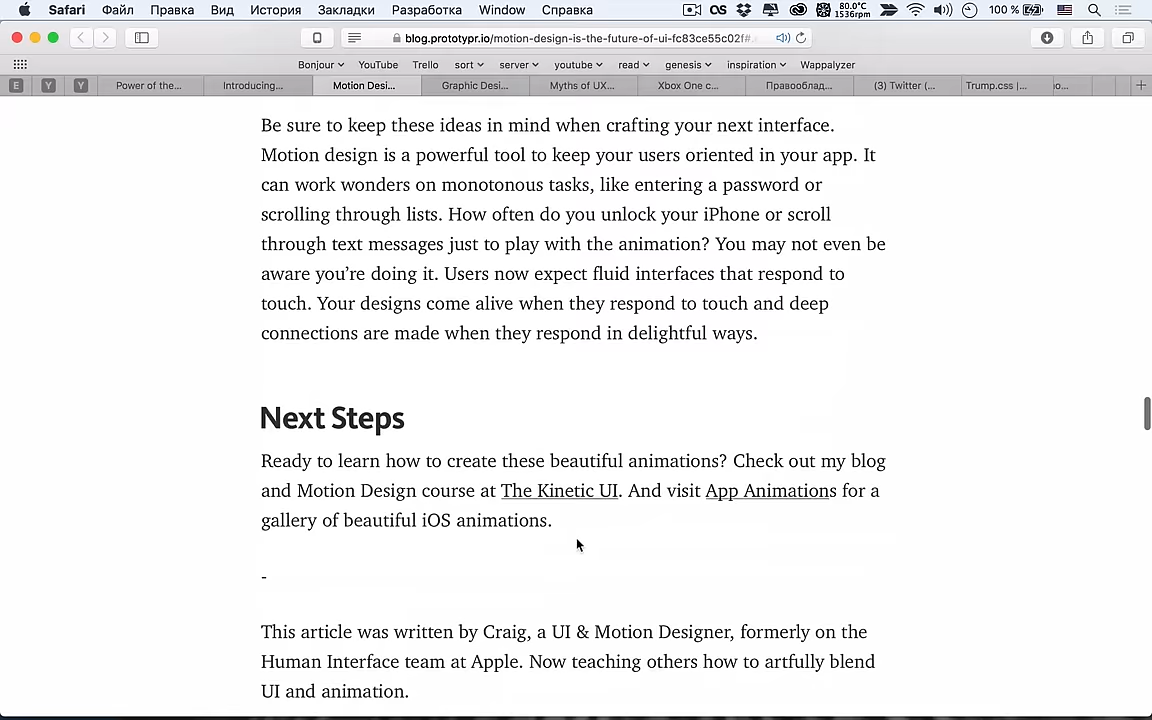 Safari Файл Правка Вид История Закладки Разработка Window Справка 80.0°C 1536rpm 100 %
blog.prototypr.io/motion-design-is-the-future-of-ui-fc83ce55c02f#.
Bonjour YouTube Trello sort server youtube read genesis inspiration Wappalyzer
E Y Y Power of the... Introducing... Motion Desi... Graphic Desi... Myths of UX... Xbox One c... Правооблад... (3) Twitter (... Trump.css |...
Be sure to keep these ideas in mind when crafting your next interface.
Motion design is a powerful tool to keep your users oriented in your app. It
can work wonders on monotonous tasks, like entering a password or
scrolling through lists. How often do you unlock your iPhone or scroll
through text messages just to play with the animation? You may not even be
aware you’re doing it. Users now expect fluid interfaces that respond to
touch. Your designs come alive when they respond to touch and deep
connections are made when they respond in delightful ways.
Next Steps
Ready to learn how to create these beautiful animations? Check out my blog
and Motion Design course at The Kinetic UI. And visit App Animations for a
gallery of beautiful iOS animations.
-
This article was written by Craig, a UI & Motion Designer, formerly on the
Human Interface team at Apple. Now teaching others how to artfully blend
UI and animation.